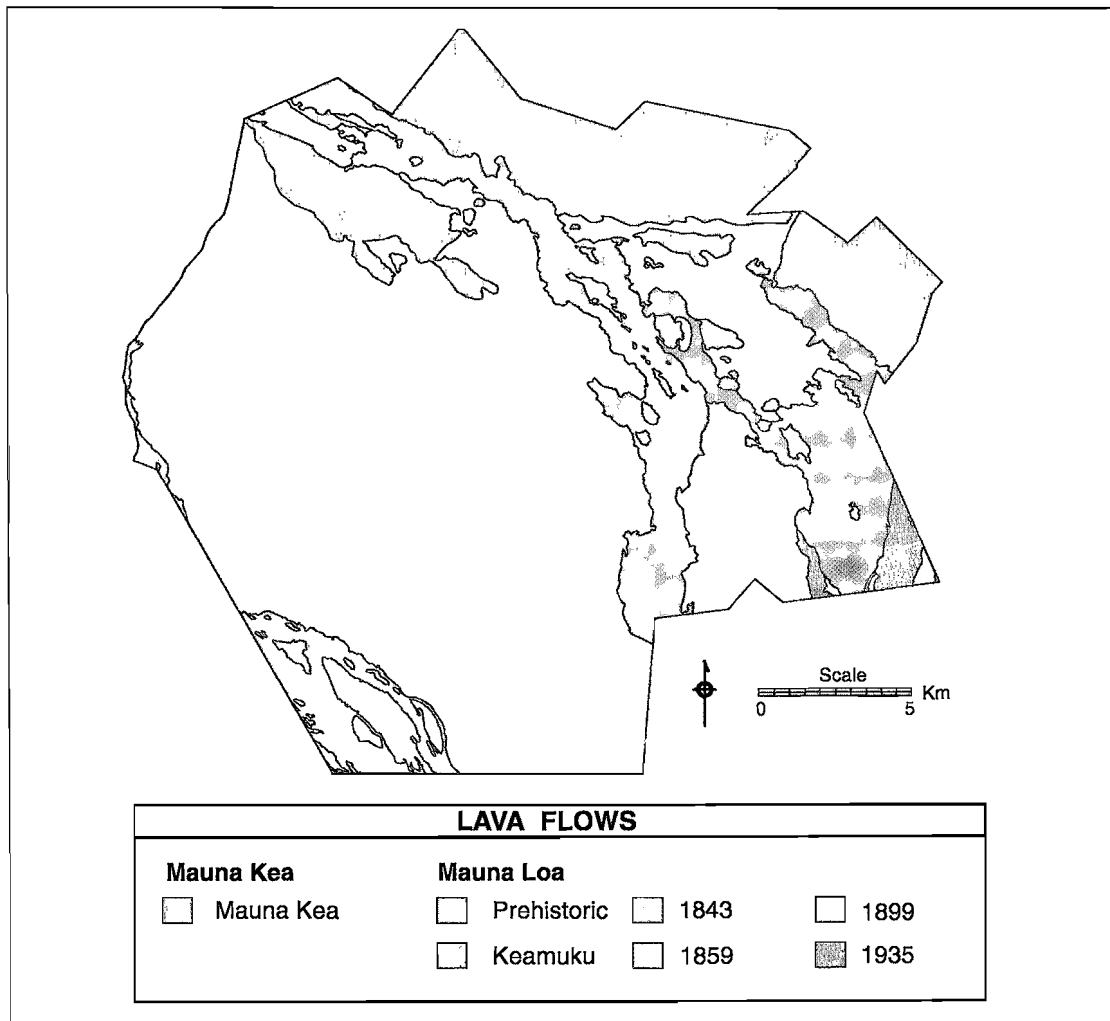 Scale
0 5 Km
LAVA FLOWS
Mauna Kea Mauna Loa
Mauna Kea Prehistoric 1843 1899
Keamuku 1859 1935